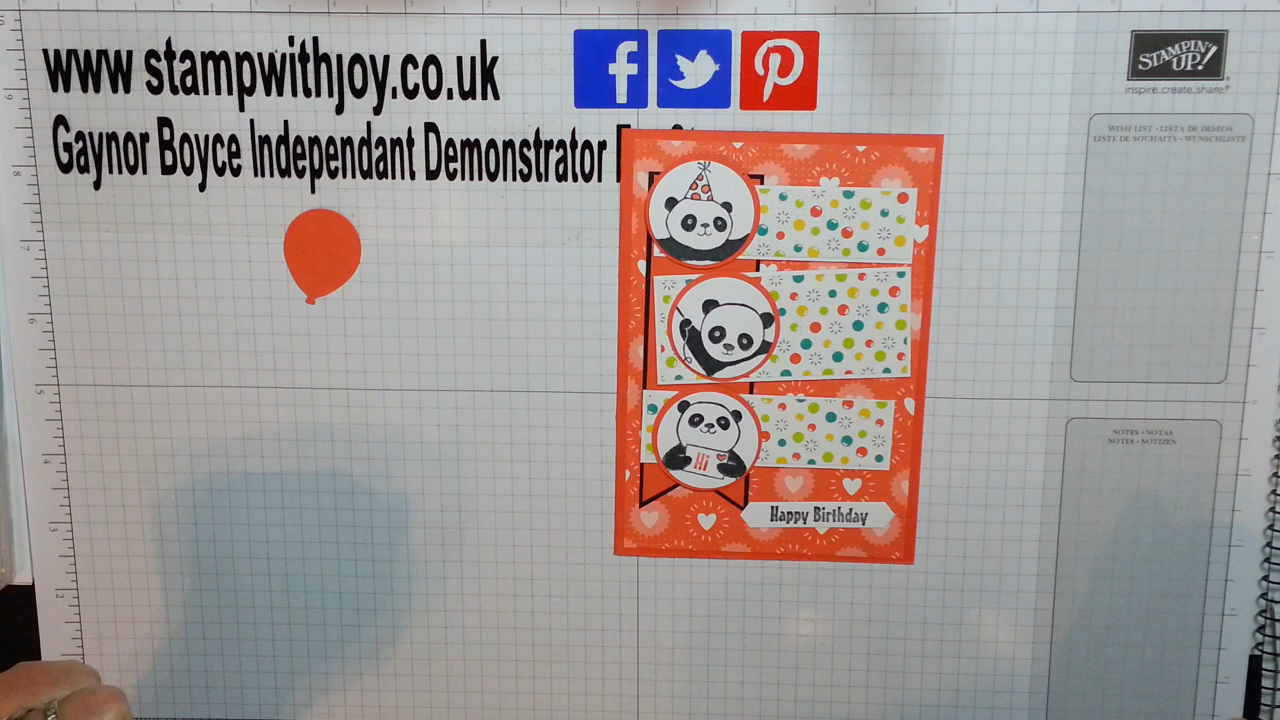 www stampwithjoy.co.uk
Gaynor Boyce Independant Demonstrator
STAMPIN' UP!
inspire.create.share.
WISH LIST • LISTA DE DESEOS
LISTE DE SOUHAITS • WUNSCHLISTE
Hi
Happy Birthday
NOTES • NOTAS
NOTES • NOTIZEN